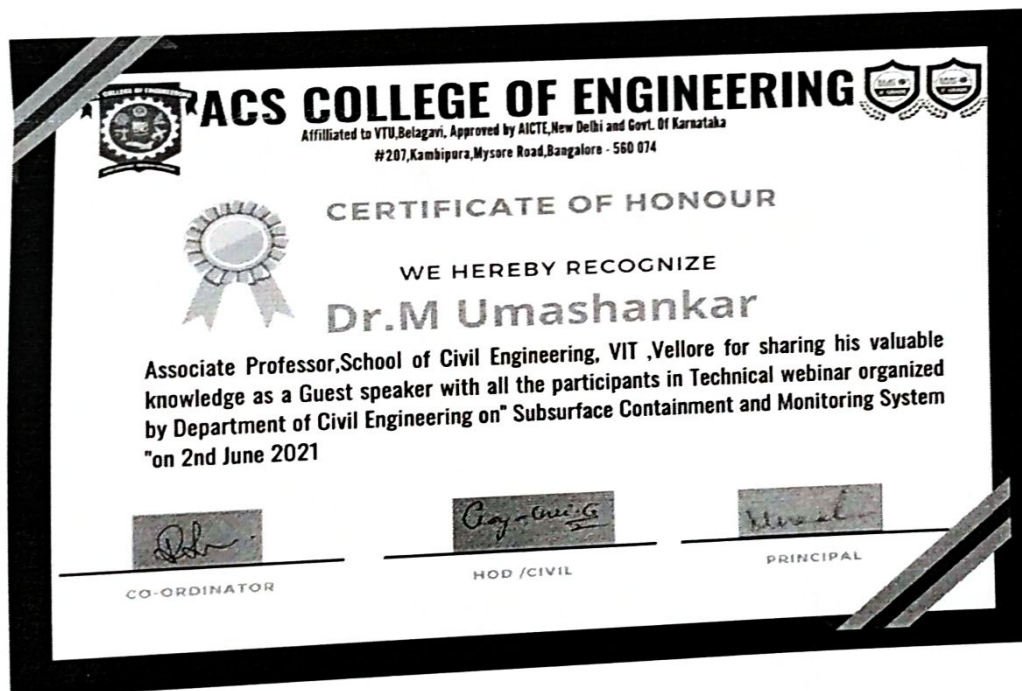 ACS COLLEGE OF ENGINEERING
Affilliated to VTU,Belagavi, Approved by AICTE,New Delhi and Govt. Of Karnataka
#207,Kambipura,Mysore Road,Bangalore - 560 074
CERTIFICATE OF HONOUR
WE HEREBY RECOGNIZE
Dr.M Umashankar
Associate Professor,School of Civil Engineering, VIT ,Vellore for sharing his valuable
knowledge as a Guest speaker with all the participants in Technical webinar organized
by Department of Civil Engineering on" Subsurface Containment and Monitoring System
"on 2nd June 2021
CO-ORDINATOR
HOD /CIVIL
PRINCIPAL